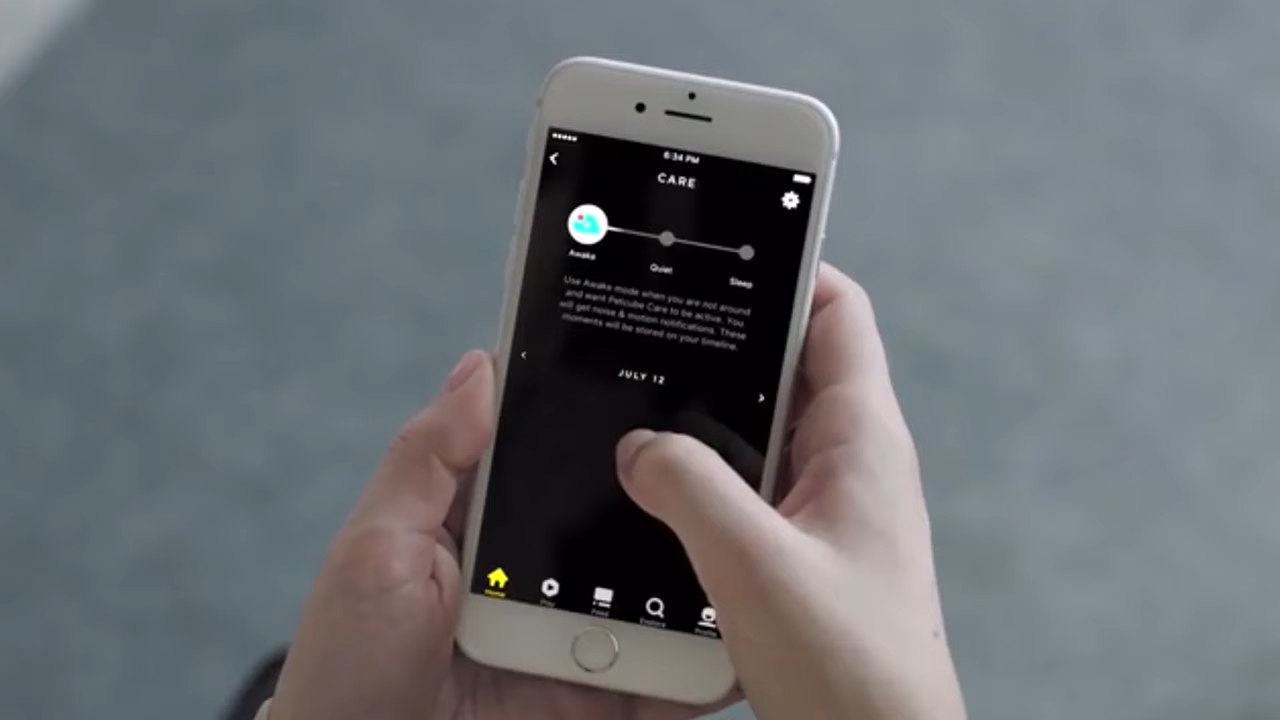 6:34 PM
CARE
Awake
Quiet
Sleep
Use Awake mode when you are not around
and want Petcube Care to be active. You
will get noise & motion notifications. These
moments will be stored on your timeline.
JULY 12
Home
Play
Feed
Explore
Profile